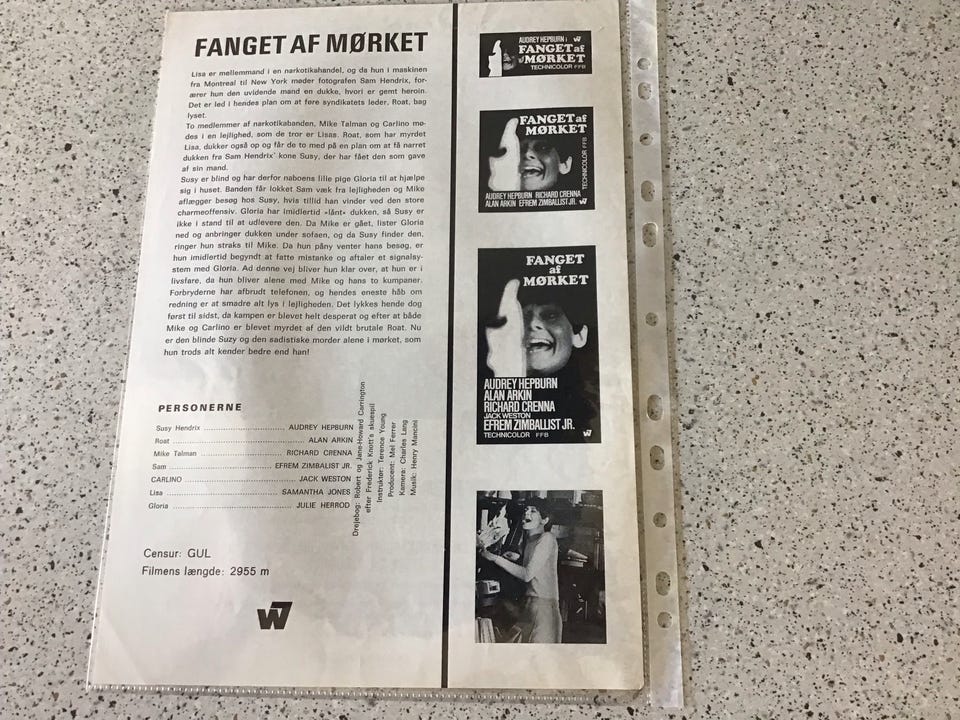 FANGET AF MØRKET
Lisa er mellemmand i en narkotikahandel, og da hun i maskinen
fra Montreal til New York møder fotografen Sam Hendrix, for-
ærer hun den uvidende mand en dukke, hvori er gemt heroin.
Det er led i hendes plan om at føre syndikatets leder, Roat, bag
lyset.
To medlemmer af narkotikabanden, Mike Talman og Carlino mø-
des i en lejlighed, som de tror er Lisas. Roat, som har myrdet
Lisa, dukker også op og får de to med på en plan om at få narret
dukken fra Sam Hendrix' kone Susy, der har fået den som gave
af sin mand.
Susy er blind og har derfor naboens lille pige Gloria til at hjælpe
sig i huset. Banden får lokket Sam væk fra lejligheden og Mike
aflægger besøg hos Susy, hvis tillid han vinder ved den store
charmeoffensiv. Gloria har imidlertid »lånt« dukken, så Susy er
ikke i stand til at udlevere den. Da Mike er gået, lister Gloria
ned og anbringer dukken under sofaen, og da Susy finder den,
ringer hun straks til Mike. Da hun påny venter hans besøg, er
hun imidlertid begyndt at fatte mistanke og aftaler et signalsy-
stem med Gloria. Ad denne vej bliver hun klar over, at hun er i
livsfare, da hun bliver alene med Mike og hans to kumpaner.
Forbryderne har afbrudt telefonen, og hendes eneste håb om
redning er at smadre alt lys i lejligheden. Det lykkes hende dog
først til sidst, da kampen er blevet helt desperat og efter at både
Mike og Carlino er blevet myrdet af den vildt brutale Roat. Nu
er den blinde Suzy og den sadistiske morder alene i mørket, som
hun trods alt kender bedre end han!
PERSONERNE
Susy Hendrix ........ AUDREY HEPBURN
Roat ........ ALAN ARKIN
Mike Talman ........ RICHARD CRENNA
Sam ........ EFREM ZIMBALIST JR.
CARLINO ........ JACK WESTON
Lisa ........ SAMANTHA JONES
Gloria ........ JULIE HERROD
Drejebog: Robert og Jane-Howard Carrington
efter Frederick Knott's skuespil
Instruktør: Terence Young
Producent: Mel Ferrer
Kamera: Charles Lang
Musik: Henry Mancini
Censur: GUL
Filmens længde: 2955 m
W7
AUDREY HEPBURN i W7
FANGET af
MØRKET
TECHNICOLOR FFB
FANGET af
MØRKET
TECHNICOLOR FFB
AUDREY HEPBURN RICHARD CRENNA
ALAN ARKIN EFREM ZIMBALIST JR. W7
FANGET
af
MØRKET
AUDREY HEPBURN
ALAN ARKIN
RICHARD CRENNA
JACK WESTON
EFREM ZIMBALIST JR.
TECHNICOLOR FFB W7